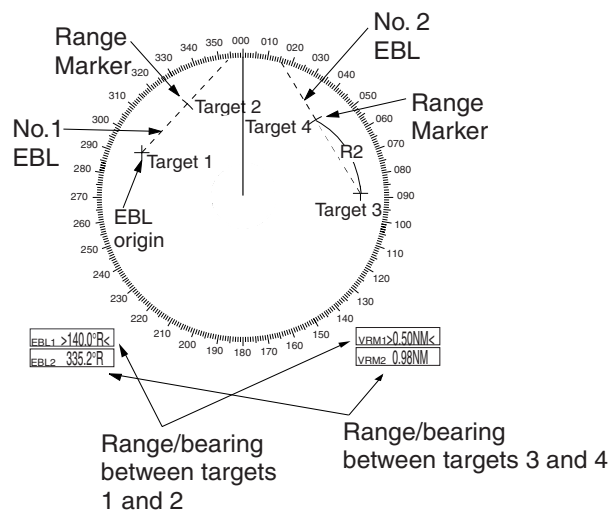 No. 2
EBL
Range
Marker
000
010
020
030
040
050
060
070
080
090
100
110
120
130
140
150
160
170
180
190
200
210
220
230
240
250
260
270
280
290
300
310
320
330
340
350
Target 2
Target 4
Range
Marker
No.1
EBL
R2
Target 1
Target 3
EBL
origin
EBL1 >140.0°R<
EBL2 335.2°R
VRM1>0.50NM<
VRM2 0.98NM
Range/bearing
between targets
1 and 2
Range/bearing
between targets 3 and 4